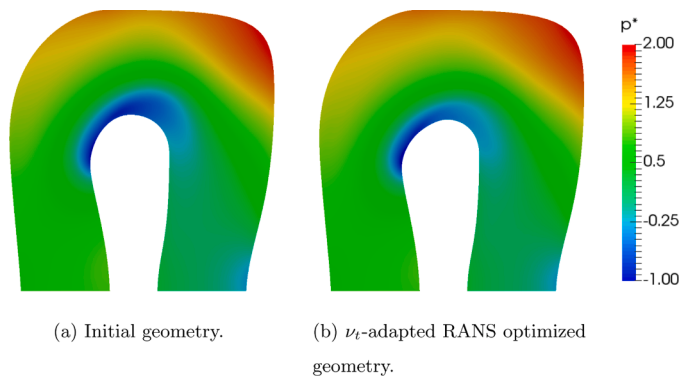 p*
2.00
1.25
0.5
-0.25
-1.00
(a) Initial geometry.
(b) νt-adapted RANS optimized
geometry.